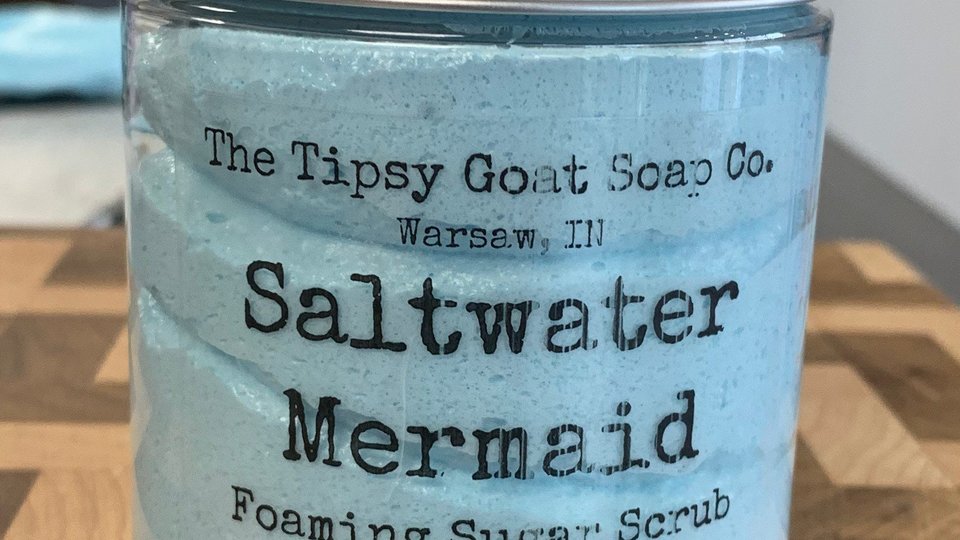 The Tipsy Goat Soap Co.
Warsaw, IN
Saltwater
Mermaid
Foaming Sugar Scrub